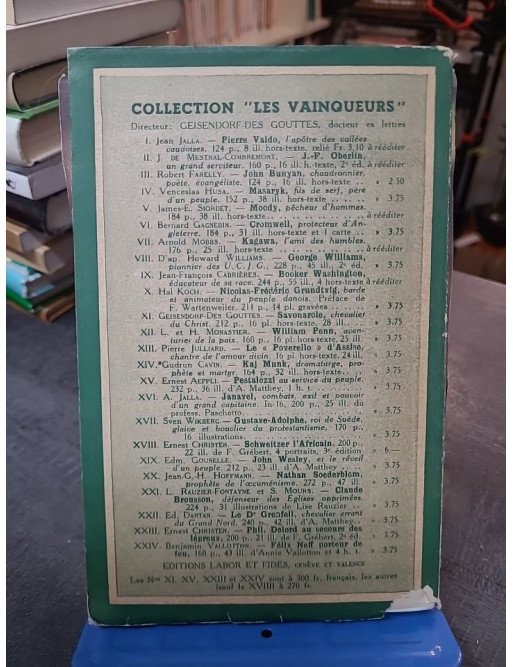 COLLECTION "LES VAINQUEURS"
Directeur: GEISENDORF-DES GOUTTES, docteur es lettres
I. Jean JALLA. — Pierre Valdo, l'apôtre des vallées
vaudoises. 124 p., 8 ill. hors-texte, relié Fr. 3.10 à rééditer
II. J. DE MESTRAL-COMBREMONT. — J.-F. Oberlin,
un grand serviteur. 160 p., 16 ill. h.-texte, 2e éd. à rééditer
III. Robert FARELLY. — John Bunyan, chaudronnier,
poète, évangéliste. 124 p., 16 ill. hors-texte .. » 2.50
IV. Venceslas HUSA. — Masaryk, fils de serf, père
d'un peuple. 152 p., 38 ill. hors-texte .. .. » 3.75
V. James-E. SIORDET. — Moody, pêcheur d'hommes
184 p., 38 ill. hors-texte .. .. .. .. .. .. à rééditer
VI. Bernard GAGNEBIN. — Cromwell, protecteur d'An-
gleterre. 184 p., 31 ill. hors-texte et 1 carte .. » 3.75
VII. Arnold MOBBS. — Kagawa, l'ami des humbles.
176 p., 25 ill. hors-texte .. .. .. .. .. à rééditer
VIII. D'ap. Howard WILLIAMS. — George Williams,
pionnier des U. C. J. G., 228 p., 45 ill., 2e éd. » 3.75
IX. Jean-François CABRIÈRES. — Booker Washington,
éducateur de sa race. 244 p., 55 ill., 4 hors-texte à rééditer
X. Hal KOCH. — Nicolas-Frédéric Grundtvig, barde
et animateur du peuple danois. Préface de
F. Wartenweiler. 211 p., 14 pl. gravées .. .. » 3.75
XI. GEISENDORF-DES GOUTTES. — Savonarole, chevalier
du Christ. 212 p., 16 pl. hors-texte, 28 ill. .. » 3.75
XII. L. et H. MONASTIER. — William Penn, aven-
turier de la paix. 160 p., 16 pl. hors-texte, 25 ill. » 3.75
XIII. Pierre JULLIARD. — Le « Poverello » d'Assise,
chantre de l'amour divin. 16 pl. hors-texte, 24 ill. » 3.75
XIV. Gudrun CAVIN. — Kaj Munk, dramaturge, pro-
phète et martyr. 164 p., 32 ill. hors-texte .. » 3.75
XV. Ernest AEPPLI. — Pestalozzi au service du peuple.
232 p., 36 ill. d'A. Matthey, 1 h. t. .. .. .. » 3.75
XVI. A. JALLA. — Janavel, combats, exil et pouvoir
d'un grand capitaine. In-16, 200 p., 25 ill. du
profess. Paschetto .. .. .. .. .. .. » 3.75
XVII. Sven WIKBERG. — Gustave-Adolphe, roi de Suède,
glaive et bouclier du protestantisme, 170 p.,
16 illustrations. .. .. .. .. .. .. » 3.75
XVIII. Ernest CHRISTEN. — Schweitzer l'Africain. 200 p.,
22 ill. de F. Grébert, 4 portraits, 3e édition » 6.—
XIX. Edm. GOUNELLE. — John Wesley, et le réveil
d'un peuple. 212 p., 23 ill. d'A. Matthey .. » 3.75
XX. Jean-G.-H. HOFFMANN. — Nathan Soederblom,
prophète de l'œcuménisme. 272 p., 47 ill. » 3.75
XXI. L. RAUZIER-FONTAYNE et S. MOURS. — Claude
Brousson, défenseur des Églises opprimées.
224 p., 31 illustrations de Lise Rauzier .. » 3.75
XXII. Ed. DANTAN. — Le Dr Grenfell, chevalier errant
du Grand Nord. 240 p., 42 ill. d'A. Matthey.. » 3.75
XXIII. Ernest CHRISTEN. — Phil. Delord au secours des
lépreux, 200 p., 21 ill. de F. Grébert, 2e éd. » 3.75
XXIV. Benjamin VALLOTTON. — Félix Neff porteur de
feu, 160 p., 43 ill. d'Annie Vallotton et 4 h. t. » 3.75
EDITIONS LABOR ET FIDES, GENÈVE ET VALENCE
Les Nos XI, XV, XXIII et XXIV sont à 300 fr. français, les autres
(sauf le XVIII) à 270 fr.